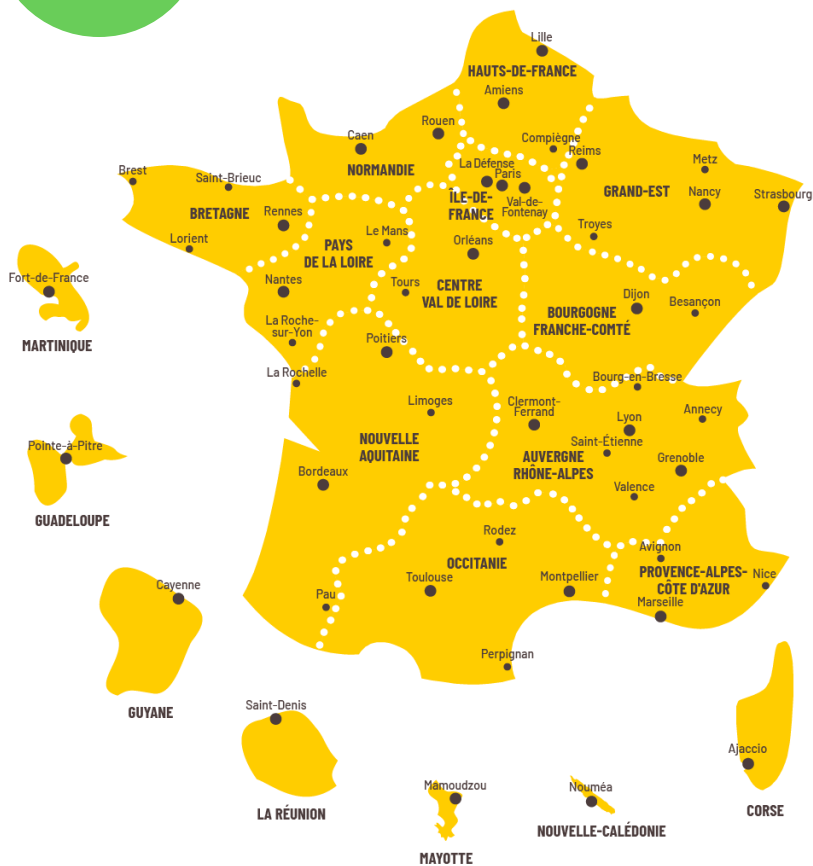 Lille
HAUTS-DE-FRANCE
Amiens
Rouen
Caen
Compiègne
Reims
La Défense
Paris
NORMANDIE
Metz
Brest
Saint-Brieuc
ÎLE-DE-
FRANCE
Val-de-
Fontenay
GRAND-EST
Nancy
Strasbourg
BRETAGNE
Rennes
Troyes
Le Mans
Lorient
PAYS
DE LA LOIRE
Orléans
Fort-de-France
Nantes
Tours
CENTRE
VAL DE LOIRE
Dijon
Besançon
BOURGOGNE
FRANCHE-COMTÉ
La Roche-
sur-Yon
Poitiers
MARTINIQUE
La Rochelle
Bourg-en-Bresse
Limoges
Clermont-
Ferrand
Lyon
Annecy
Pointe-à-Pitre
NOUVELLE
AQUITAINE
Saint-Étienne
AUVERGNE
RHÔNE-ALPES
Grenoble
Bordeaux
Valence
GUADELOUPE
Rodez
Avignon
OCCITANIE
PROVENCE-ALPES-
CÔTE D'AZUR
Nice
Cayenne
Pau
Toulouse
Montpellier
Marseille
Perpignan
GUYANE
Saint-Denis
Ajaccio
LA RÉUNION
Mamoudzou
Nouméa
CORSE
NOUVELLE-CALÉDONIE
MAYOTTE